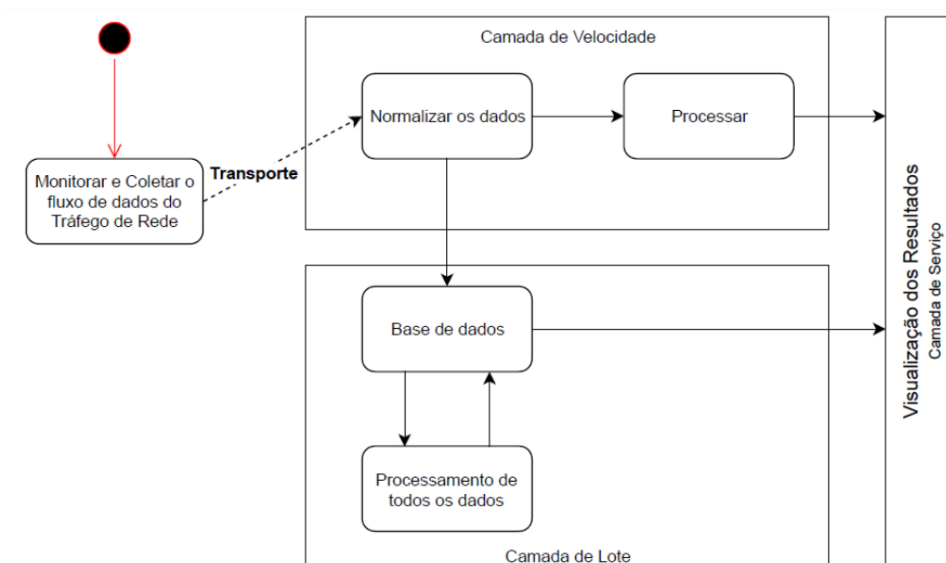 Camada de Velocidade
Normalizar os dados
Processar
Transporte
Monitorar e Coletar o
fluxo de dados do
Tráfego de Rede
Base de dados
Processamento de
todos os dados
Camada de Lote
Visualização dos Resultados
Camada de Serviço